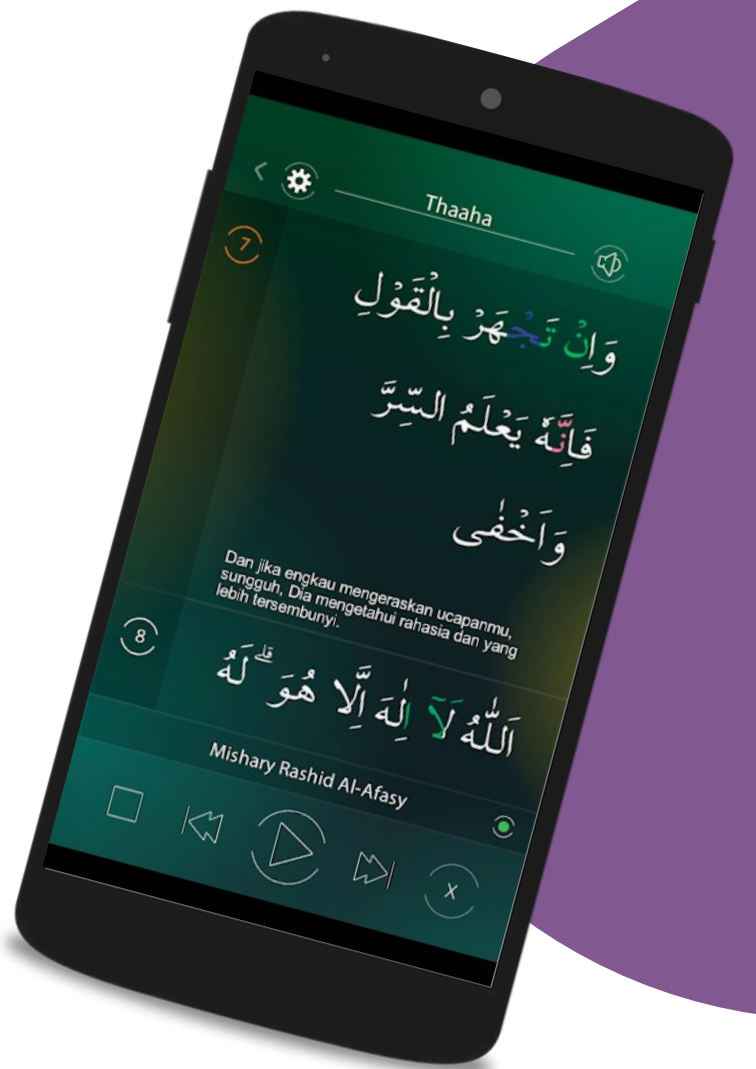 Thaaha
7
وَاِنْ تَجْهَرْ بِالْقَوْلِ
فَاِنَّهٗ يَعْلَمُ السِّرَّ
وَاَخْفٰى
Dan jika engkau mengeraskan ucapanmu,
sungguh, Dia mengetahui rahasia dan yang
lebih tersembunyi.
8
اَللّٰهُ لَآ اِلٰهَ اِلَّا هُوَ ۗ لَهُ
Mishary Rashid Al-Afasy
X